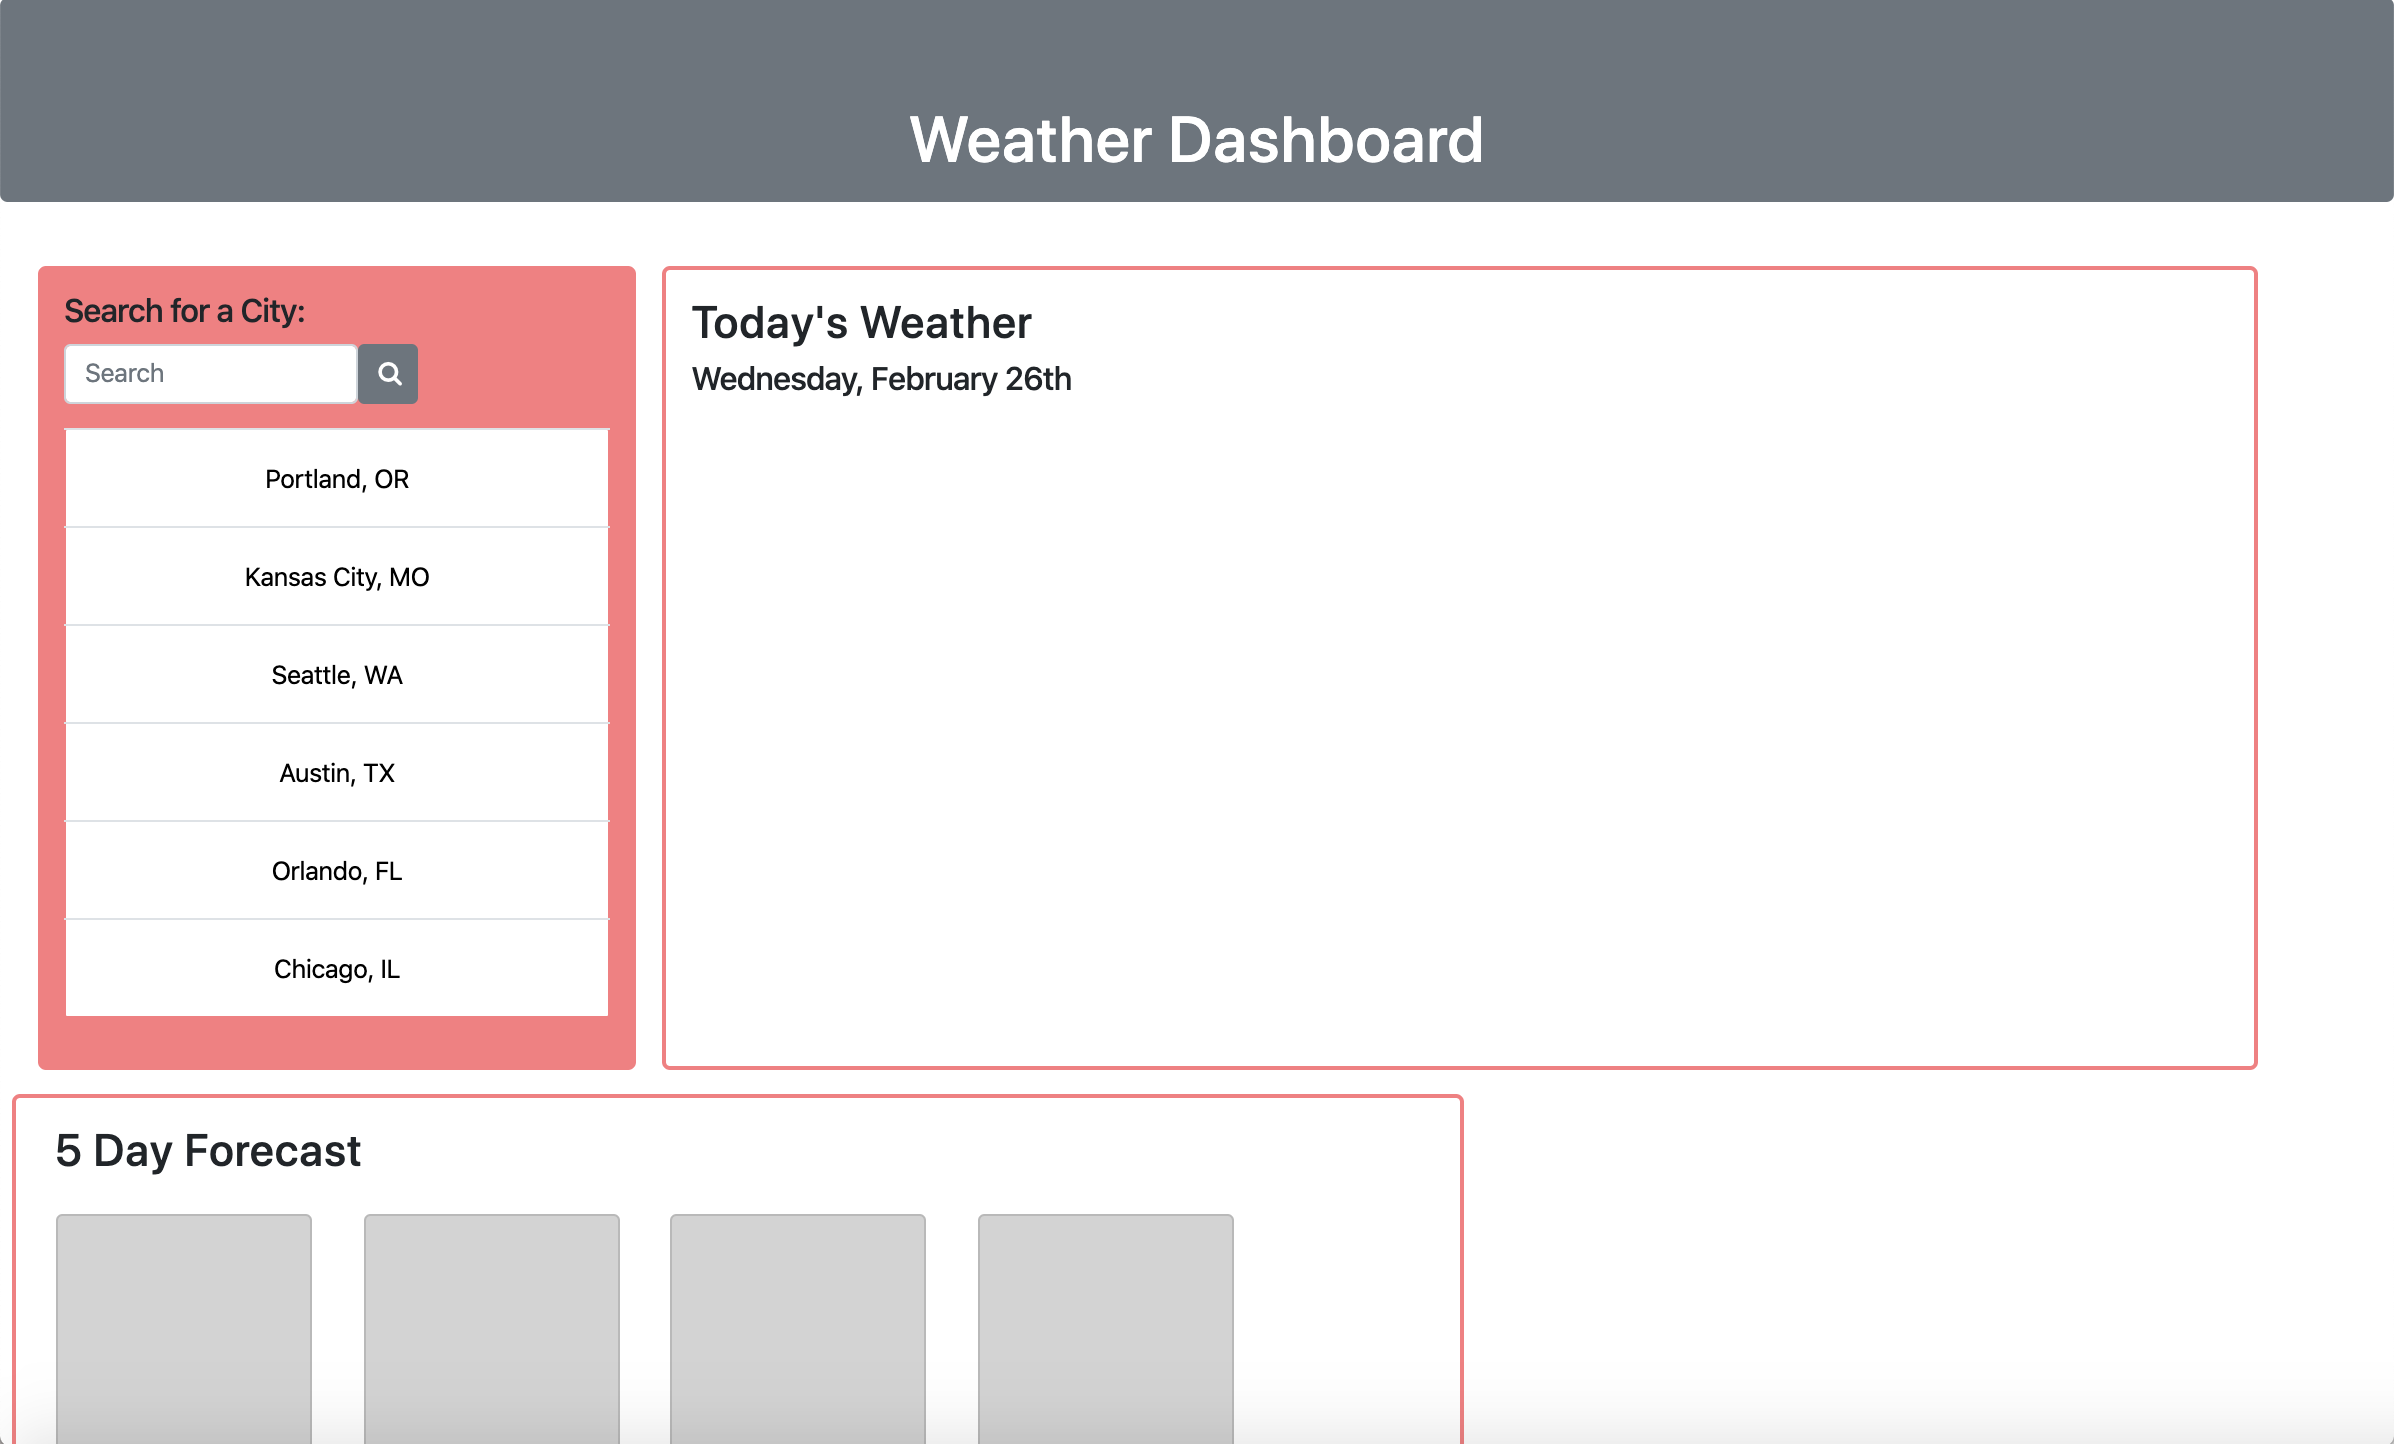 Weather Dashboard
Search for a City:
Search
Portland, OR
Kansas City, MO
Seattle, WA
Austin, TX
Orlando, FL
Chicago, IL
Today's Weather
Wednesday, February 26th
5 Day Forecast